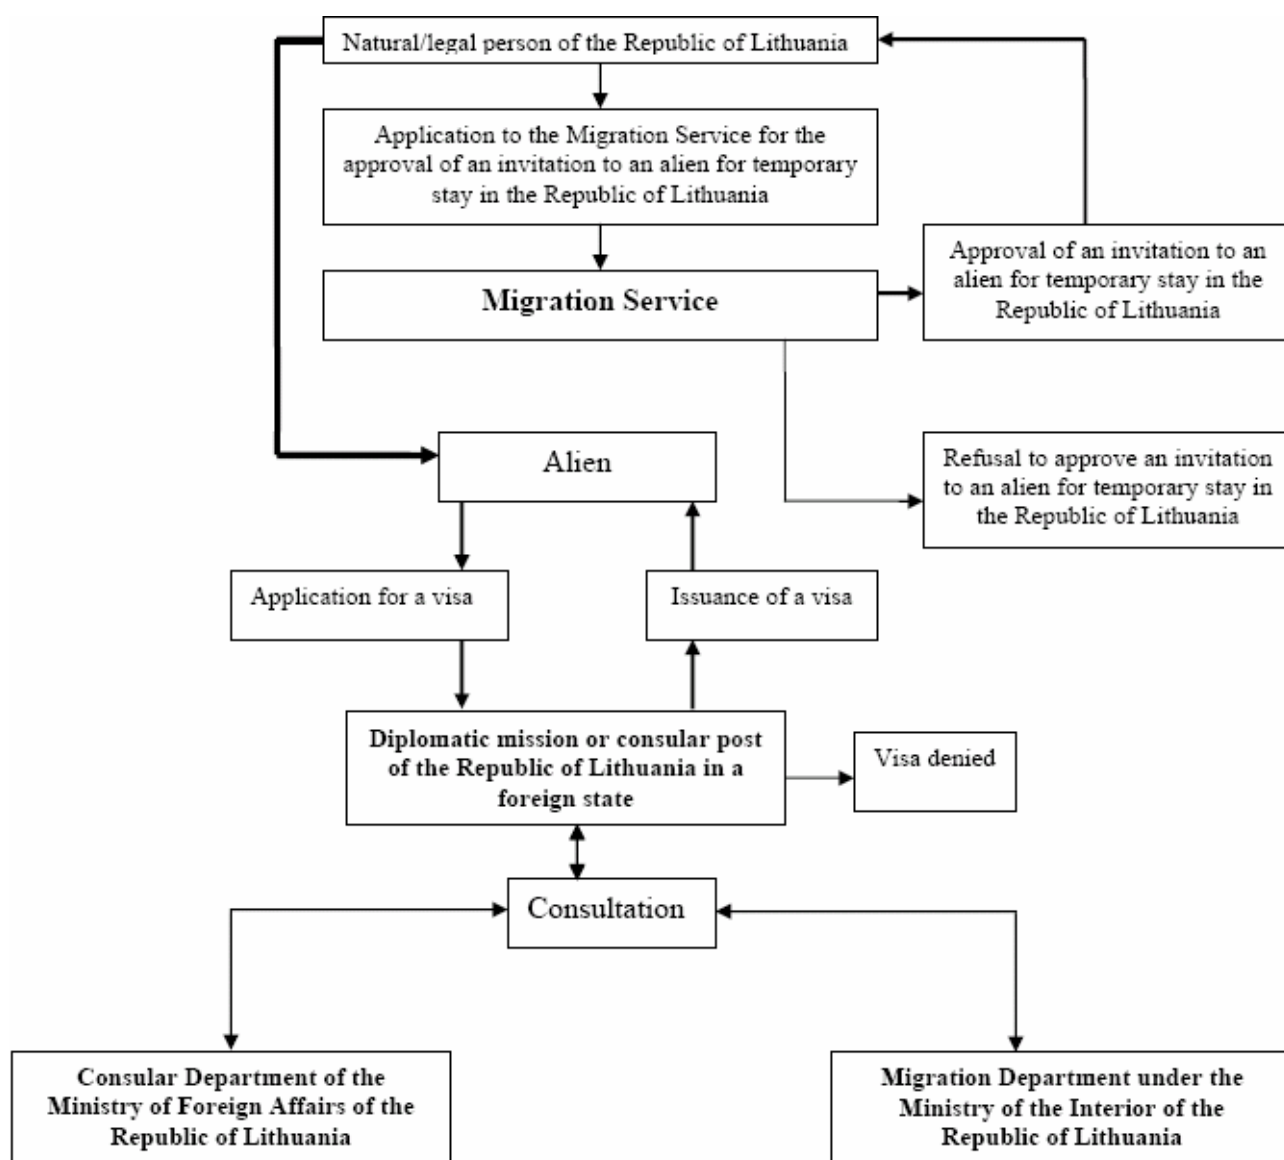 Natural/legal person of the Republic of Lithuania
Application to the Migration Service for the
approval of an invitation to an alien for temporary
stay in the Republic of Lithuania
Migration Service
Approval of an invitation to an
alien for temporary stay in the
Republic of Lithuania
Alien
Refusal to approve an invitation
to an alien for temporary stay in
the Republic of Lithuania
Application for a visa
Issuance of a visa
Diplomatic mission or consular post
of the Republic of Lithuania in a
foreign state
Visa denied
Consultation
Consular Department of the
Ministry of Foreign Affairs of the
Republic of Lithuania
Migration Department under the
Ministry of the Interior of the
Republic of Lithuania